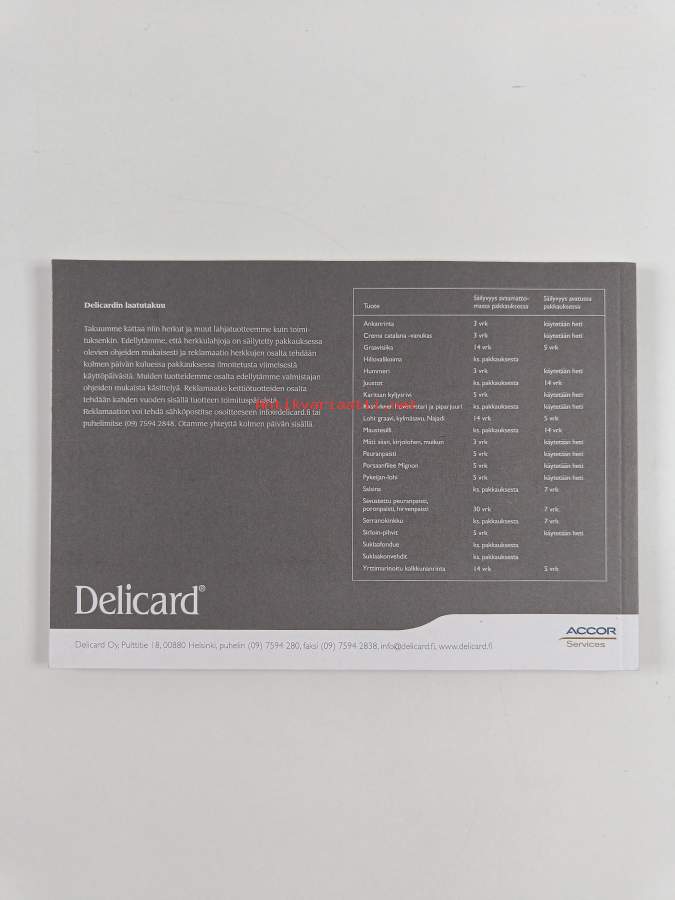 Delicardin laatutakuu
Takuumme kattaa niin herkut ja muut lahjatuotteemme kuin toimi-
tuksenkin. Edellytämme, että herkkulahjoja on säilytetty pakkauksessa
olevien ohjeiden mukaisesti ja reklamaatio herkkujen osalta tehdään
kolmen päivän kuluessa pakkauksessa ilmoitetusta viimeisestä
käyttöpäivästä. Muiden tuotteidemme osalta edellytämme valmistajan
ohjeiden mukaista käsittelyä. Reklamaatio keittiötuotteiden osalta
tehdään kahden vuoden sisällä tuotteen toimituspäivästä.
Reklamaation voi tehdä sähköpostitse osoitteeseen info@delicard.fi tai
puhelimitse (09) 7594 2848. Otamme yhteyttä kolmen päivän sisällä.
Tuote Säilyvyys avaamatto- massa pakkauksessa Säilyvyys avatussa pakkauksessa
Ankanrinta 3 vrk käytetään heti
Crema catalana -vanukas 3 vrk käytetään heti
Graavisiika 14 vrk 5 vrk
Hillovalikoima ks. pakkauksesta
Hummeri 3 vrk käytetään heti
Juustot ks. pakkauksesta 14 vrk
Karitsan kyljysrivi 5 vrk käytetään heti
ja piparjuuri ks. pakkauksesta käytetään heti
Lohi graavi, kylmäsavu, Najadi 14 vrk 5 vrk
Maustesilli ks. pakkauksesta 14 vrk
Mäti siian, kirjolohen, muikun 3 vrk käytetään heti
Peuranpaisti 5 vrk käytetään heti
Porsaanfilee Mignon 5 vrk käytetään heti
Pykeijan-lohi 5 vrk käytetään heti
Salsina ks. pakkauksesta 7 vrk
Savustettu peuranpaisti,
poronpaisti, hirvenpaisti 30 vrk 7 vrk
Serranokinkku ks. pakkauksesta 7 vrk
Sirloin-pihvit 5 vrk käytetään heti
Suklaafondue ks. pakkauksesta
Suklaakonvehdit ks. pakkauksesta
Yrttimarinoitu kalkkunanrinta 14 vrk 5 vrk
Antikvariaatti.net
Delicard®
Delicard Oy, Pulttitie 18, 00880 Helsinki, puhelin (09) 7594 280, faksi (09) 7594 2838, info@delicard.fi, www.delicard.fi
ACCOR
Services